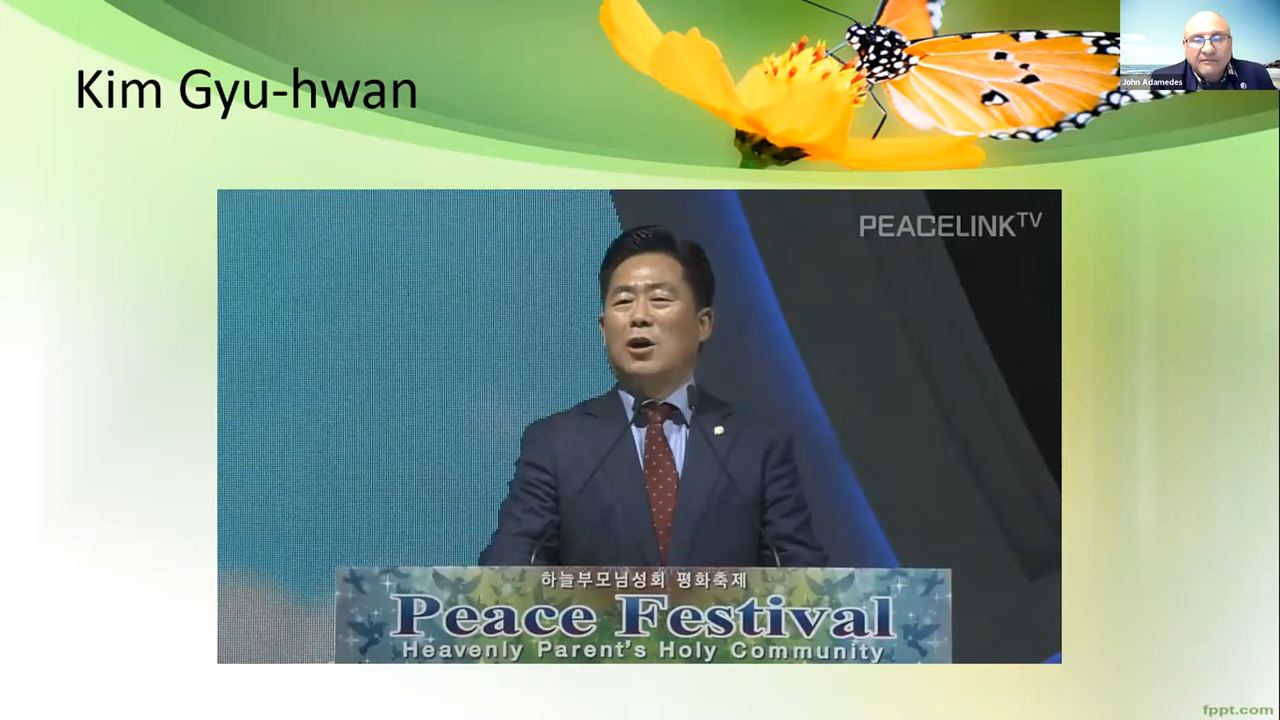 Kim Gyu-hwan
John Adamedes
PEACELINKTV
하늘부모님성회 평화축제
Peace Festival
Heavenly Parent's Holy Community
fppt.com